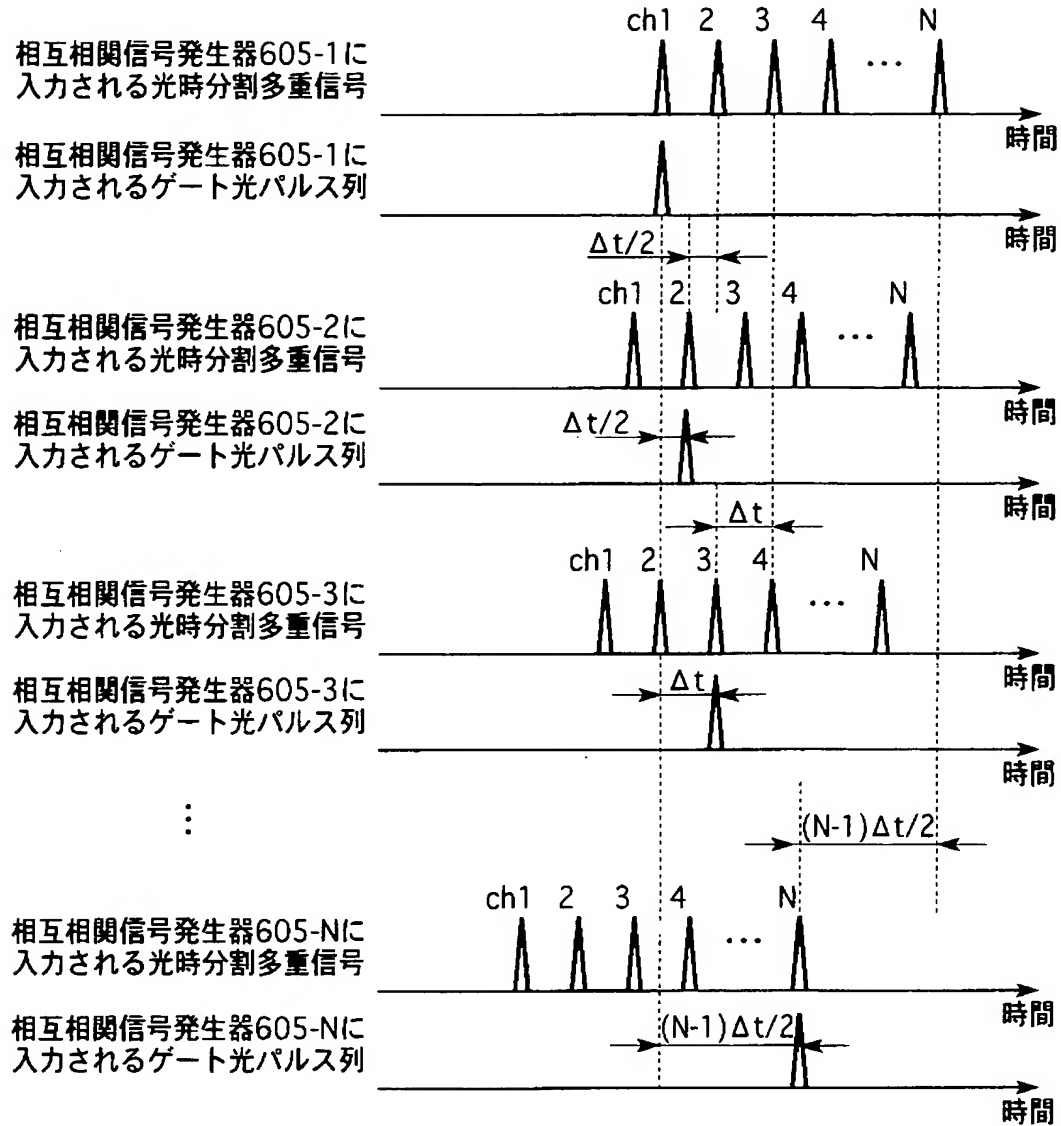 ch1 2 3 4 … N
相互相関信号発生器605-1に
入力される光時分割多重信号
時間
相互相関信号発生器605-1に
入力されるゲート光パルス列
時間
Δt/2
ch1 2 3 4 … N
相互相関信号発生器605-2に
入力される光時分割多重信号
時間
相互相関信号発生器605-2に
入力されるゲート光パルス列
Δt/2
時間
Δt
ch1 2 3 4 … N
相互相関信号発生器605-3に
入力される光時分割多重信号
時間
相互相関信号発生器605-3に
入力されるゲート光パルス列
Δt
時間
⋮
(N-1)Δt/2
ch1 2 3 4 … N
相互相関信号発生器605-Nに
入力される光時分割多重信号
時間
相互相関信号発生器605-Nに
入力されるゲート光パルス列
(N-1)Δt/2
時間